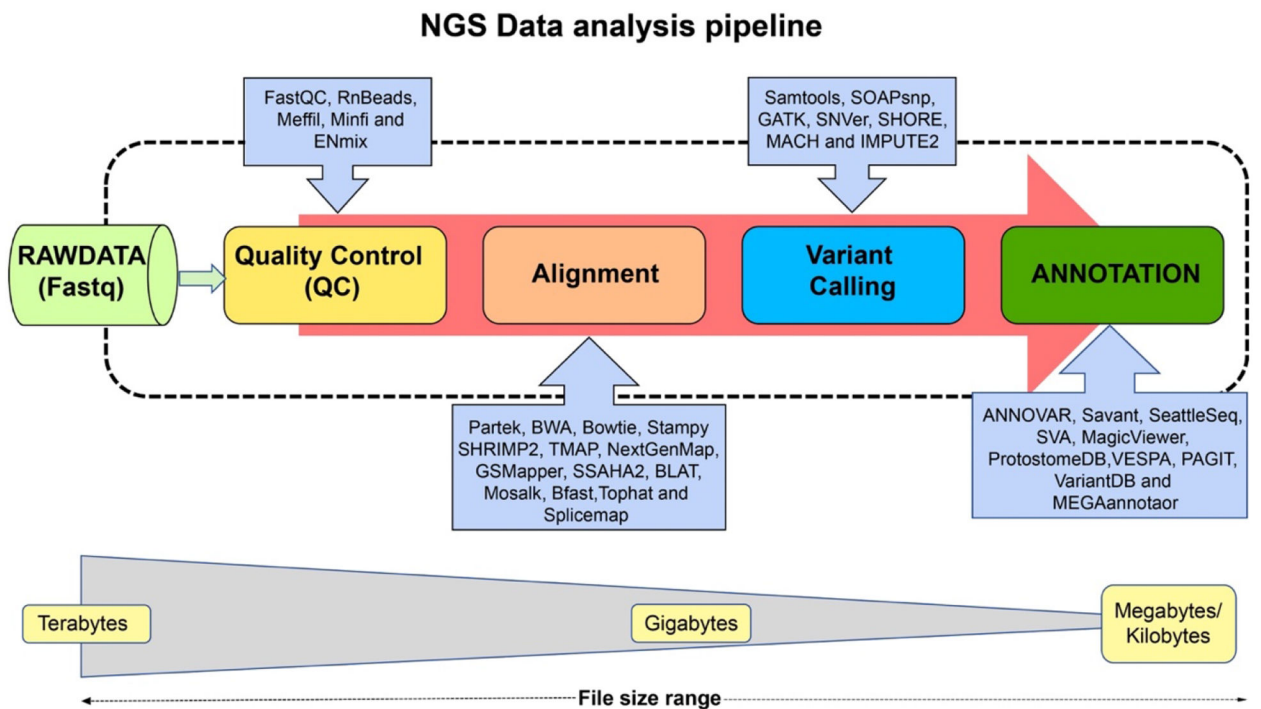 NGS Data analysis pipeline
FastQC, RnBeads,
Meffil, Minfi and
ENmix
Samtools, SOAPsnp,
GATK, SNVer, SHORE,
MACH and IMPUTE2
RAWDATA
(Fastq)
Quality Control
(QC)
Alignment
Variant
Calling
ANNOTATION
Partek, BWA, Bowtie, Stampy
SHRIMP2, TMAP, NextGenMap,
GSMapper, SSAHA2, BLAT,
Mosalk, Bfast,Tophat and
Splicemap
ANNOVAR, Savant, SeattleSeq,
SVA, MagicViewer,
ProtostomeDB,VESPA, PAGIT,
VariantDB and
MEGAannotaor
Terabytes
Gigabytes
Megabytes/
Kilobytes
File size range